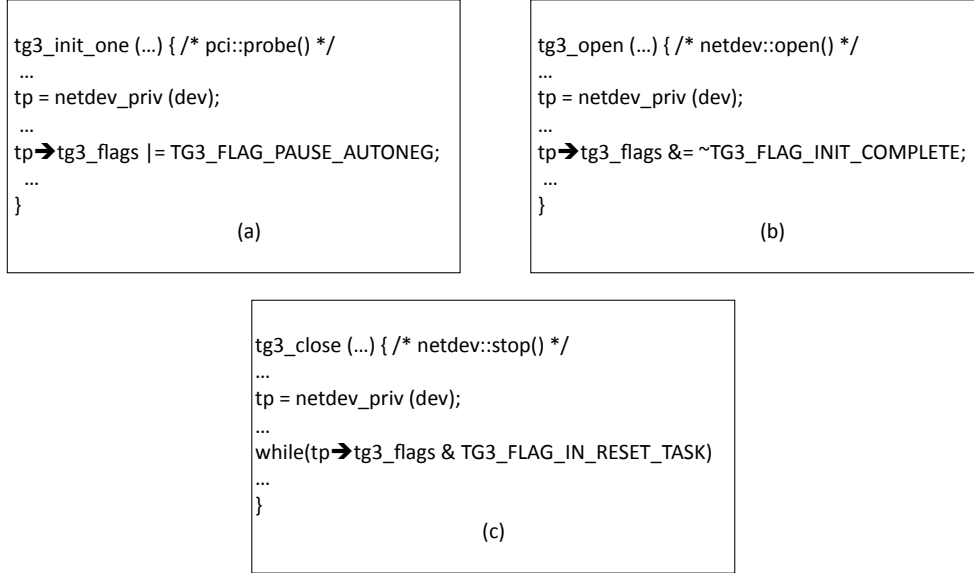 tg3_init_one (…) { /* pci::probe() */
…
tp = netdev_priv (dev);
…
tp➔tg3_flags |= TG3_FLAG_PAUSE_AUTONEG;
…
}
(a)
tg3_open (…) { /* netdev::open() */
…
tp = netdev_priv (dev);
…
tp➔tg3_flags &= ~TG3_FLAG_INIT_COMPLETE;
…
}
(b)
tg3_close (…) { /* netdev::stop() */
…
tp = netdev_priv (dev);
…
while(tp➔tg3_flags & TG3_FLAG_IN_RESET_TASK)
…
}
(c)